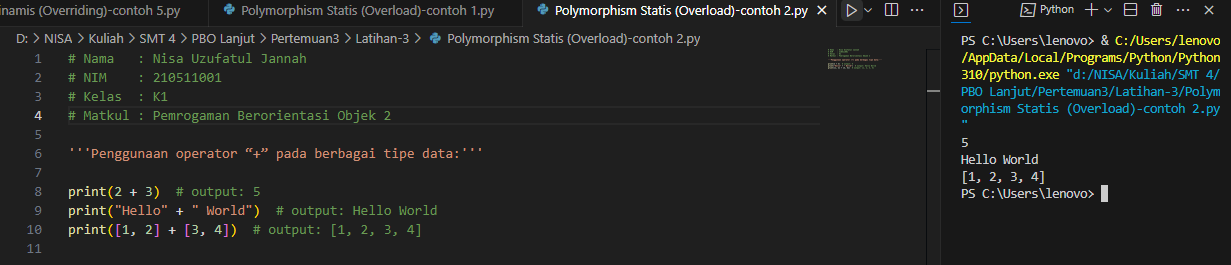 inamis (Overriding)-contoh 5.py
Polymorphism Statis (Overload)-contoh 1.py
Polymorphism Statis (Overload)-contoh 2.py
D: > NISA > Kuliah > SMT 4 > PBO Lanjut > Pertemuan3 > Latihan-3 > Polymorphism Statis (Overload)-contoh 2.py
1 # Nama : Nisa Uzufatul Jannah
2 # NIM : 210511001
3 # Kelas : K1
4 # Matkul : Pemrogaman Berorientasi Objek 2
5
6 '''Penggunaan operator “+” pada berbagai tipe data:'''
7
8 print(2 + 3) # output: 5
9 print("Hello" + " World") # output: Hello World
10 print([1, 2] + [3, 4]) # output: [1, 2, 3, 4]
11
Python
PS C:\Users\lenovo> & C:/Users/lenovo
/AppData/Local/Programs/Python/Python
310/python.exe "d:/NISA/Kuliah/SMT 4/
PBO Lanjut/Pertemuan3/Latihan-3/Polym
orphism Statis (Overload)-contoh 2.py
"
5
Hello World
[1, 2, 3, 4]
PS C:\Users\lenovo>